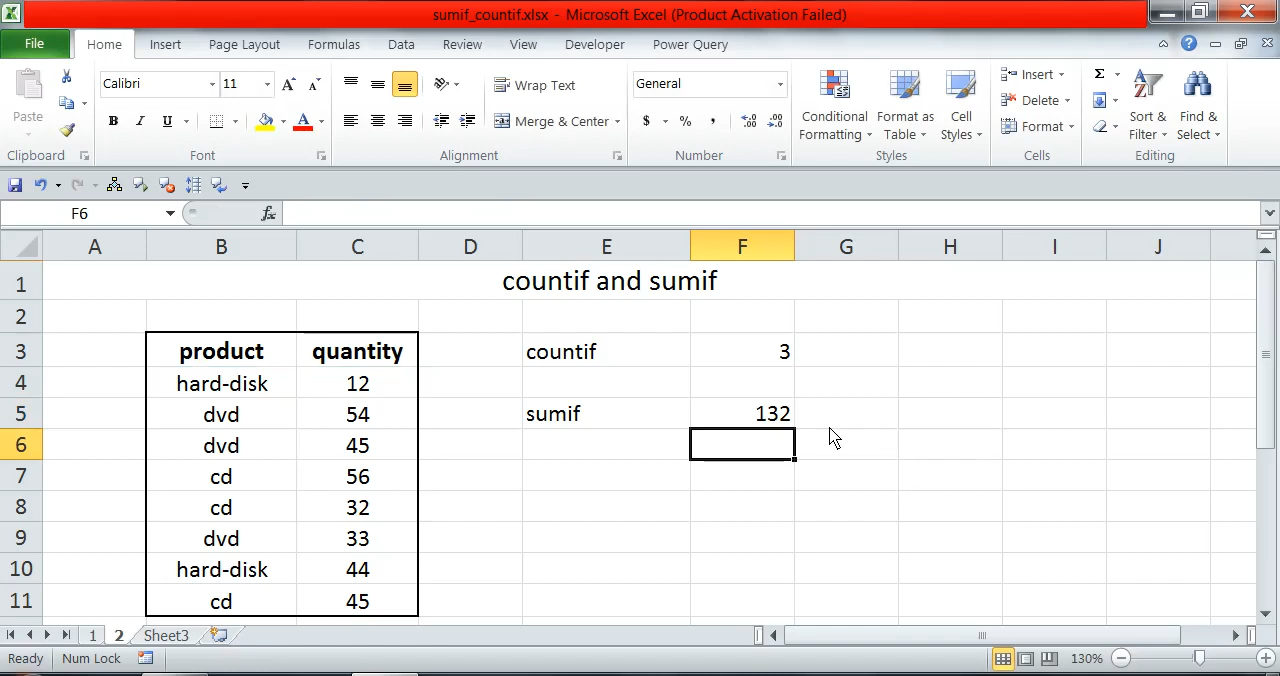 sumif_countif.xlsx - Microsoft Excel (Product Activation Failed)
File Home Insert Page Layout Formulas Data Review View Developer Power Query
Paste
Calibri 11
Wrap Text
Merge & Center
General
$ % ,
Conditional Formatting
Format as Table
Cell Styles
Insert
Delete
Format
Σ
Sort & Filter
Find & Select
Clipboard Font Alignment Number Styles Cells Editing
F6 fx
A B C D E F G H I J
1 countif and sumif
2
3 product quantity countif 3
4 hard-disk 12
5 dvd 54 sumif 132
6 dvd 45
7 cd 56
8 cd 32
9 dvd 33
10 hard-disk 44
11 cd 45
1 2 Sheet3
Ready Num Lock 130%